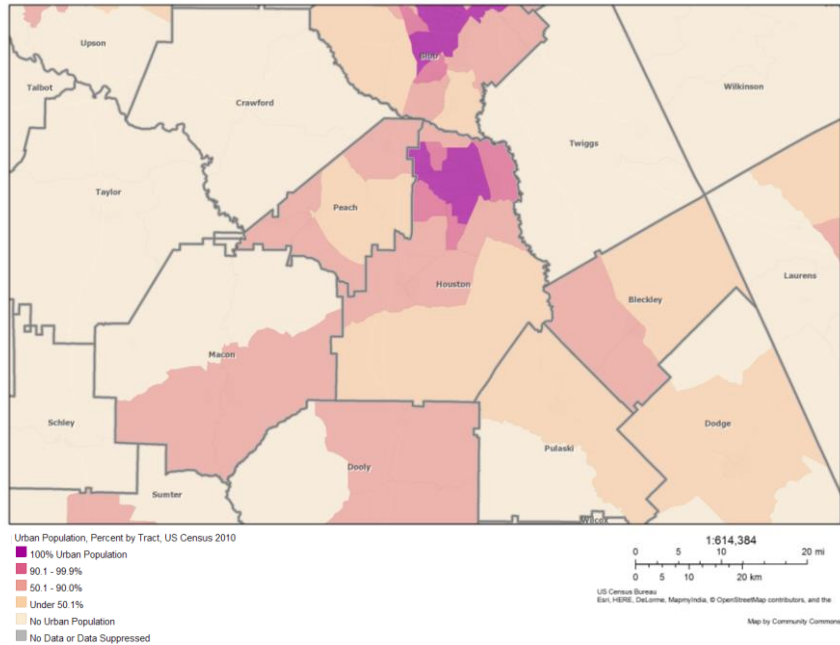 Upson
Talbot
Crawford
Bibb
Wilkinson
Twiggs
Taylor
Peach
Laurens
Houston
Bleckley
Macon
Schley
Dodge
Pulaski
Dooly
Sumter
Wilcox
Urban Population, Percent by Tract, US Census 2010
100% Urban Population
90.1 - 99.9%
50.1 - 90.0%
Under 50.1%
No Urban Population
No Data or Data Suppressed
1:614,384
0 5 10 20 mi
0 5 10 20 km
US Census Bureau
Esri, HERE, DeLorme, MapmyIndia, © OpenStreetMap contributors, and the
Map by Community Commons